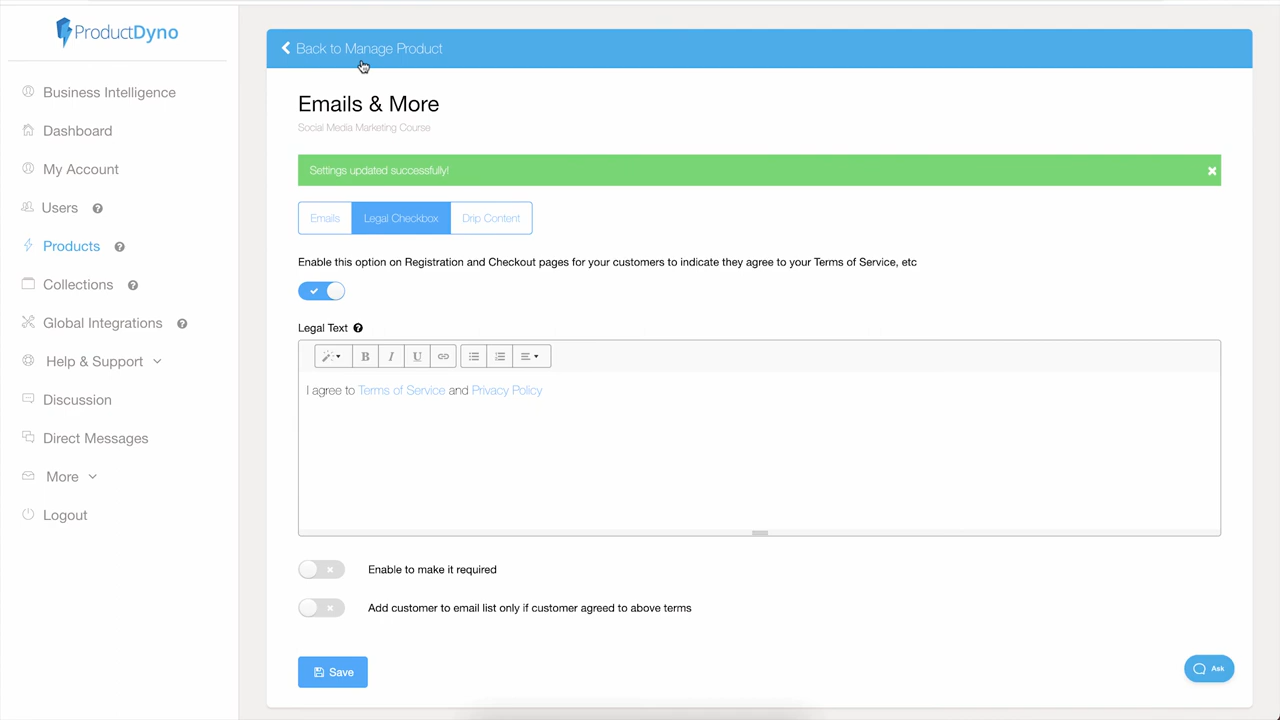 ProductDyno
Business Intelligence
Dashboard
My Account
Users
Products
Collections
Global Integrations
Help & Support
Discussion
Direct Messages
More
Logout
Back to Manage Product
Emails & More
Social Media Marketing Course
Settings updated successfully!
Emails
Legal Checkbox
Drip Content
Enable this option on Registration and Checkout pages for your customers to indicate they agree to your Terms of Service, etc
Legal Text
B I U
I agree to Terms of Service and Privacy Policy
Enable to make it required
Add customer to email list only if customer agreed to above terms
Save
Ask